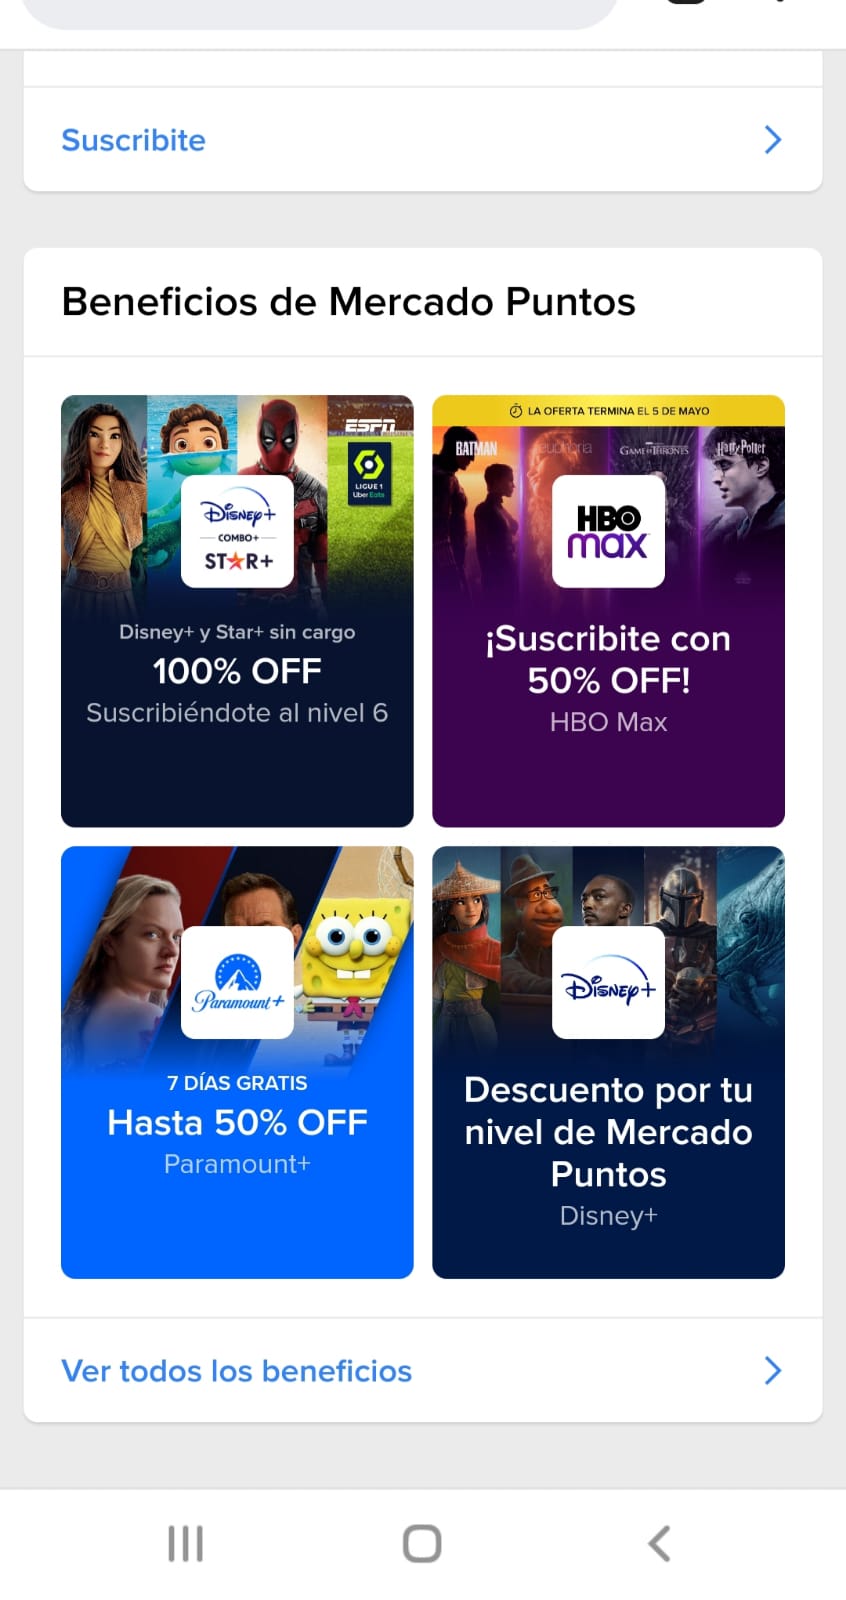 Suscribite
Beneficios de Mercado Puntos
ESPN
LIGUE 1
Uber Eats
Disney+
COMBO+
STAR+
Disney+ y Star+ sin cargo
100% OFF
Suscribiéndote al nivel 6
LA OFERTA TERMINA EL 5 DE MAYO
BATMAN
euphoria
GAME OF THRONES
Harry Potter
HBO
max
¡Suscribite con
50% OFF!
HBO Max
Paramount+
7 DÍAS GRATIS
Hasta 50% OFF
Paramount+
Disney+
Descuento por tu
nivel de Mercado
Puntos
Disney+
Ver todos los beneficios